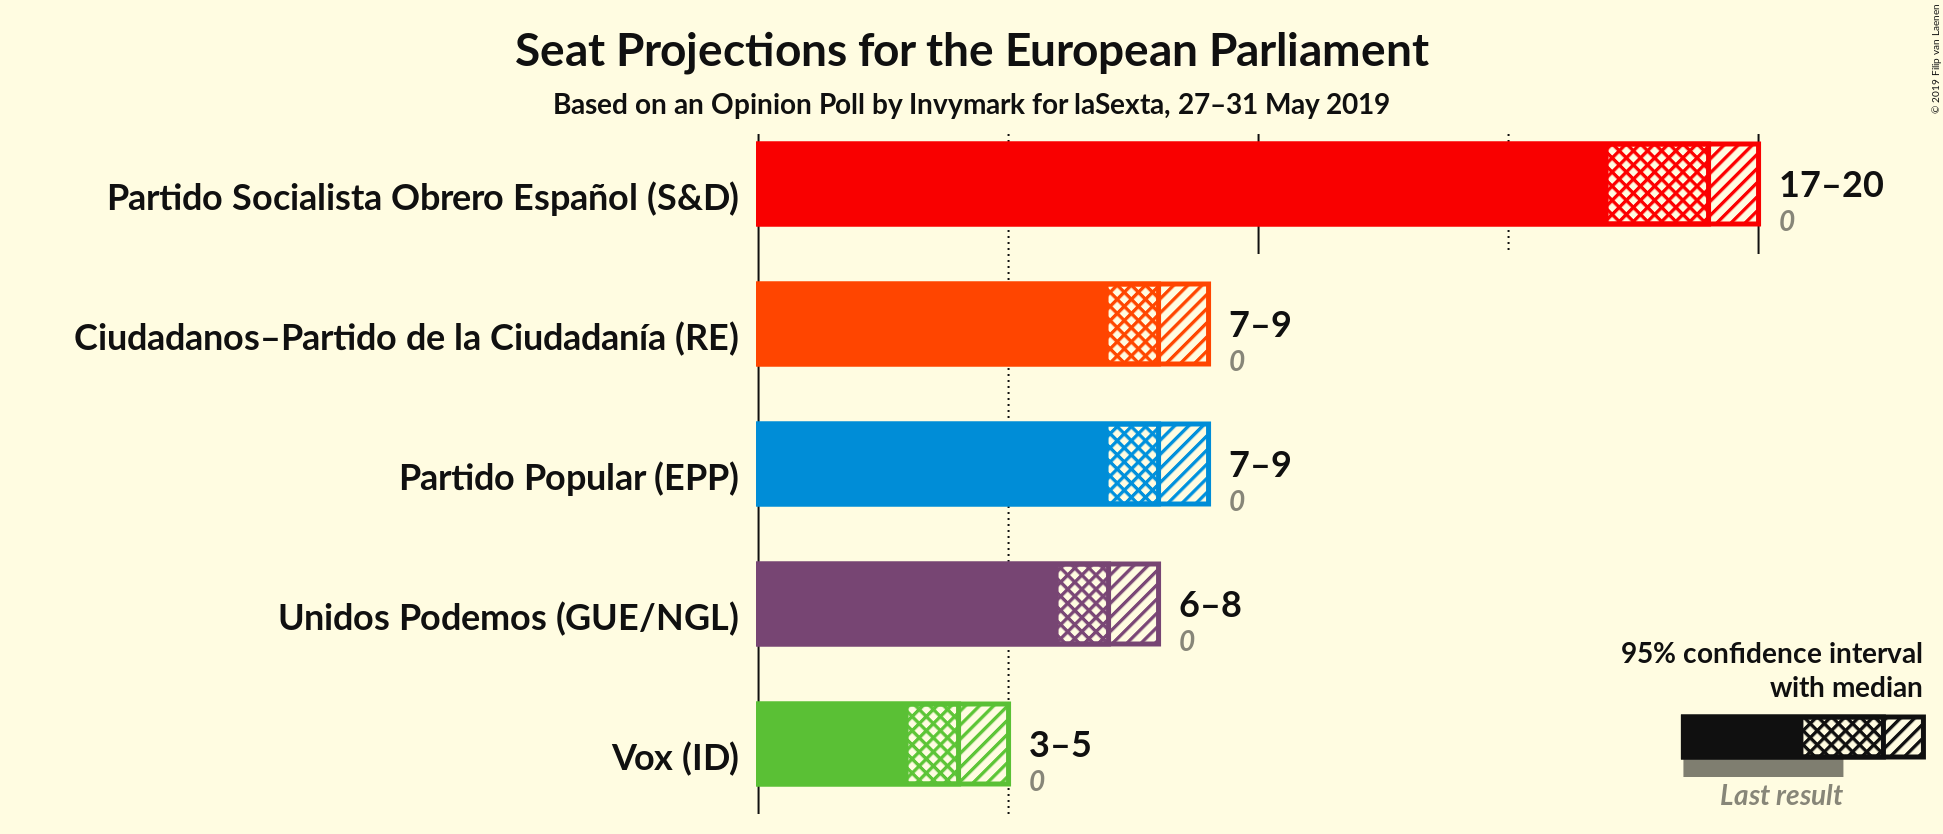 Seat Projections for the European Parliament
Based on an Opinion Poll by Invymark for laSexta, 27–31 May 2019
© 2019 Filip van Laenen
Partido Socialista Obrero Español (S&D)
17–20
0
Ciudadanos–Partido de la Ciudadanía (RE)
7–9
0
Partido Popular (EPP)
7–9
0
Unidos Podemos (GUE/NGL)
6–8
0
Vox (ID)
3–5
0
95% confidence interval
with median
Last result